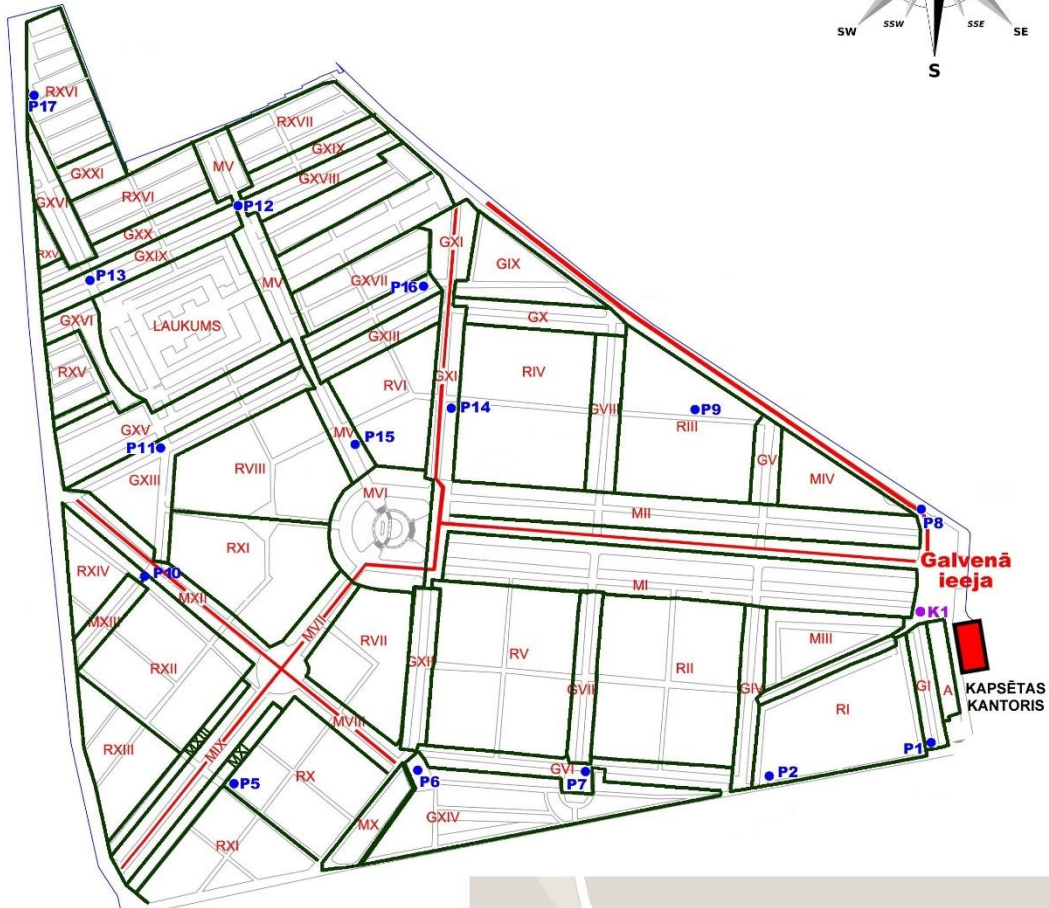 SW
SSW
SSE
SE
S
RXVI
P17
RXVII
GXIX
MV
GXVIII
GXXI
RXVI
GXVI
P12
GXX
GXIX
RXV
P13
GXI
GIX
MV
GXVII
P16
GX
LAUKUMS
GXVI
GXIII
RXV
RVI
GXI
RIV
P14
GVIII
P9
RIII
GXV
P11
MV
P15
GV
MIV
RVIII
GXIII
MVI
MII
P8
RXI
Galvenā
ieeja
RXIV
P10
MXII
MI
K1
MXIII
MVII
RVII
MIII
RXII
GXII
RV
RII
GVII
GIV
GI
A
KAPSĒTAS
KANTORIS
RI
MVIII
RXIII
MXIII
MIX
MXI
P1
P5
RX
P6
GVI
P7
P2
MX
GXIV
RXI